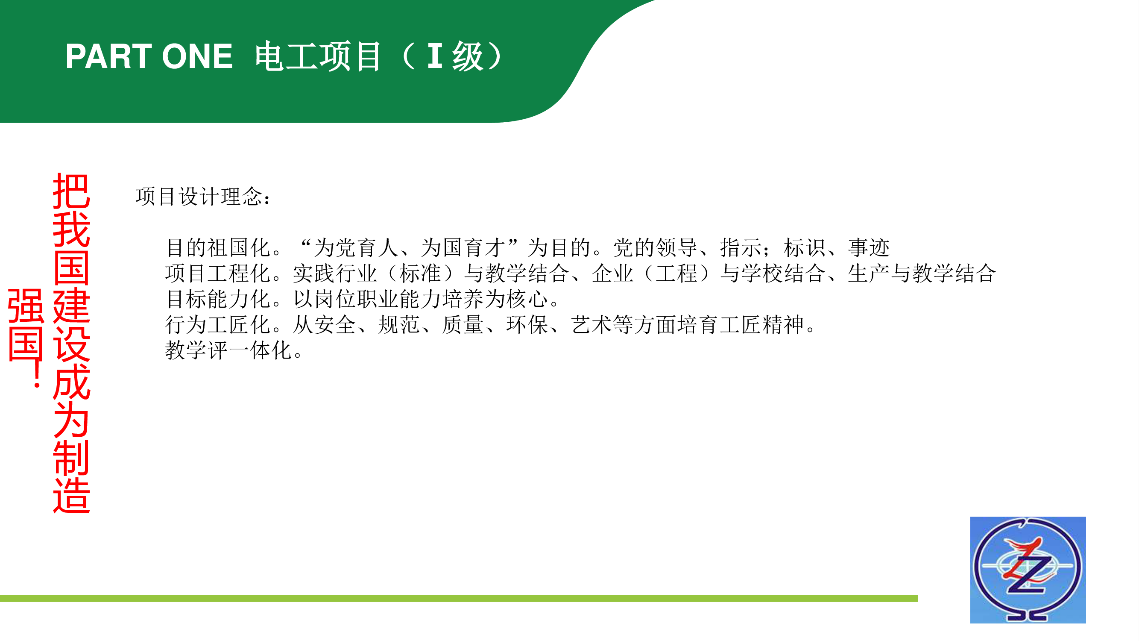 PART ONE 电工项目（Ⅰ级）
把我国建设成为制造
强国！
项目设计理念：
目的祖国化。“为党育人、为国育才”为目的。党的领导、指示；标识、事迹
项目工程化。实践行业（标准）与教学结合、企业（工程）与学校结合、生产与教学结合
目标能力化。以岗位职业能力培养为核心。
行为工匠化。从安全、规范、质量、环保、艺术等方面培育工匠精神。
教学评一体化。